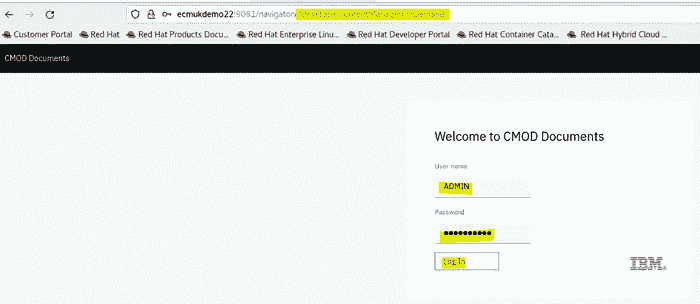 ecmukdemo22:9081/navigator/
Customer Portal Red Hat Red Hat Products Docu... Red Hat Enterprise Linu... Red Hat Developer Portal Red Hat Container Cata... Red Hat Hybrid Cloud ...
CMOD Documents
Welcome to CMOD Documents
User name
ADMIN
Password
Login
IBM